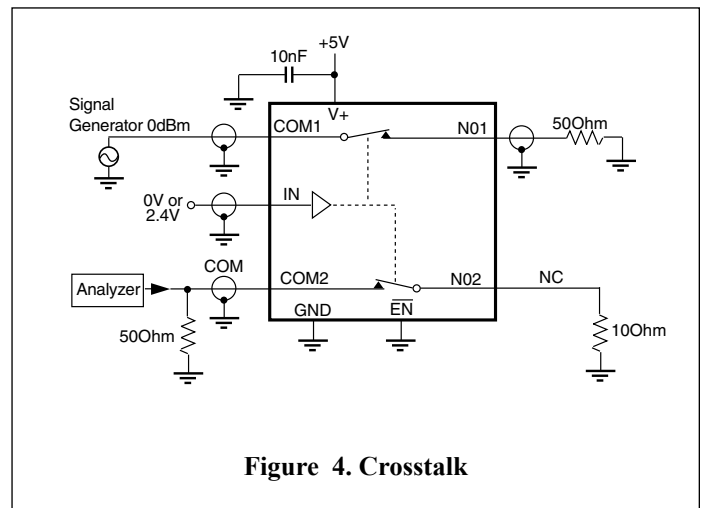 +5V
10nF
Signal
Generator 0dBm
V+
COM1
N01
50Ohm
0V or
2.4V
IN
COM
Analyzer
COM2
N02
NC
GND
EN
50Ohm
10Ohm
Figure 4. Crosstalk